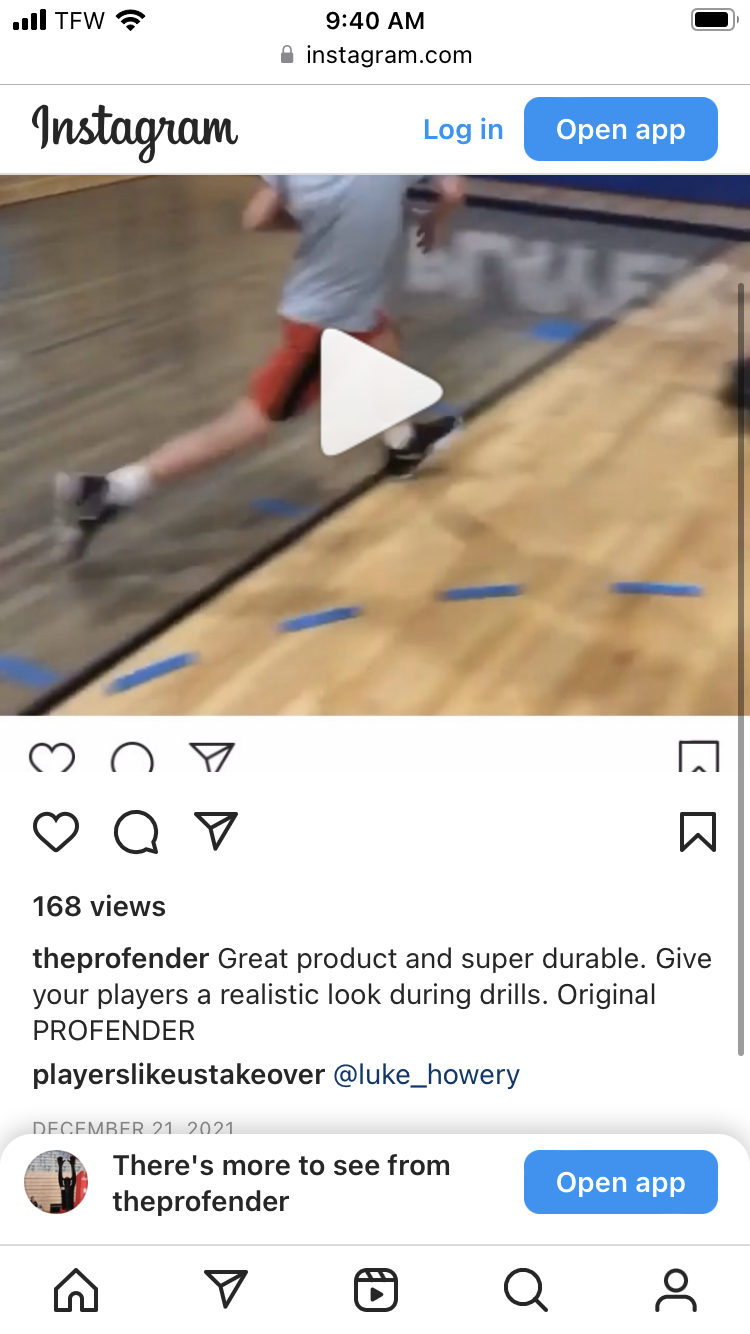 TFW 9:40 AM
instagram.com
Instagram
Log in
Open app
168 views
theprofender Great product and super durable. Give
your players a realistic look during drills. Original
PROFENDER
playerslikeustakeover @luke_howery
DECEMBER 21, 2021
There's more to see from
theprofender
Open app